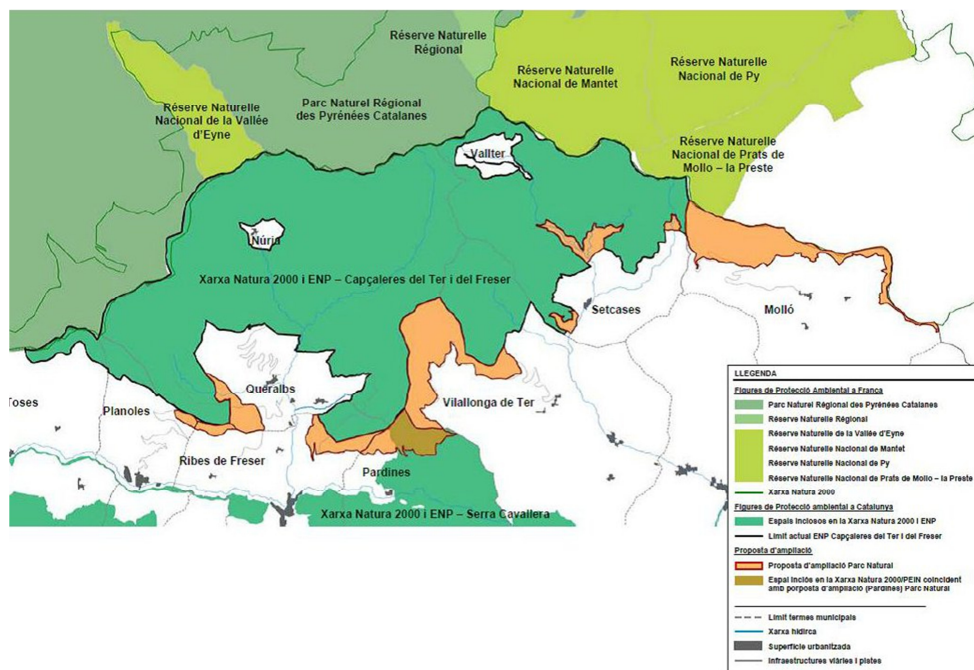 Réserve Naturelle
Régional
Réserve Naturelle
Nacional de Mantet
Réserve Naturelle
Nacional de Py
Réserve Naturelle
Nacional de la Vallée
d'Eyne
Parc Naturel Régional
des Pyrénées Catalanes
Réserve Naturelle
Nacional de Prats de
Mollo – la Preste
Vallter
Núria
Xarxa Natura 2000 i ENP – Capçaleres del Ter i del Freser
Setcases
Molló
Queralbs
Toses
Planoles
Vilallonga de Ter
Ribes de Freser
Pardines
Xarxa Natura 2000 i ENP – Serra Cavallera
LLEGENDA
Figures de Protecció Ambiental a França
Parc Naturel Régional des Pyrénées Catalanes
Réserve Naturelle Régional
Réserve Naturelle de la Vallée d'Eyne
Réserve Nacional de Mantet
Réserve Naturelle Nacional de Py
Réserve Naturelle Nacional de Prats de Mollo – la Preste
Xarxa Natura 2000
Figures de Protecció ambiental a Catalunya
Espais inclosos en la Xarxa Natura 2000 i ENP
Límit actual ENP Capçaleres del Ter i del Freser
Proposta d'ampliació
Proposta d'ampliació Parc Natural
Espai inclòs en la Xarxa Natura 2000/PEIN coincident
amb porposta d'ampliació (Pardines) Parc Natural
Límit termes municipals
Xarxa hídirca
Superfície urbanitzada
Infraestructures viàries i pistes